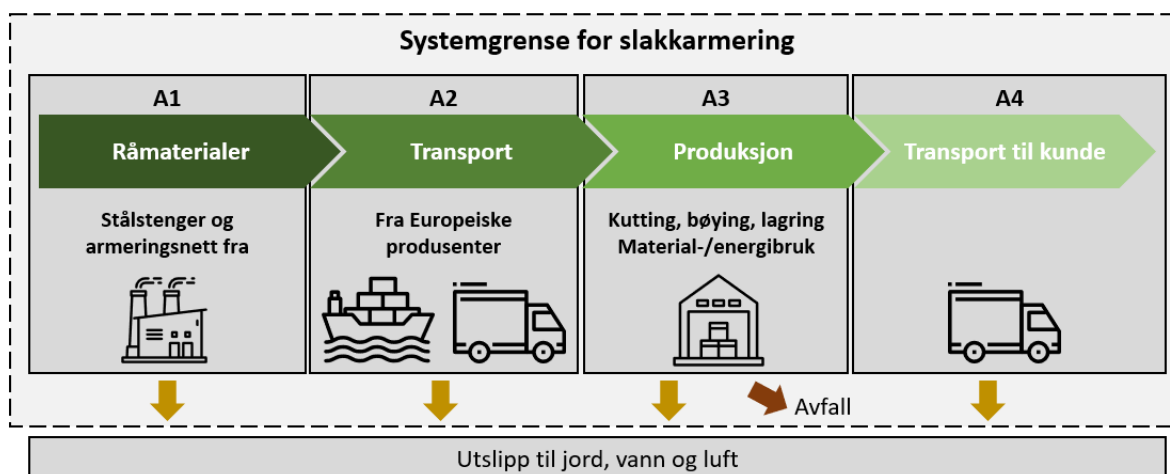 Systemgrense for slakkarmering
A1
Råmaterialer
Stålstenger og
armeringsnett fra
A2
Transport
Fra Europeiske
produsenter
A3
Produksjon
Kutting, bøying, lagring
Material-/energibruk
A4
Transport til kunde
Avfall
Utslipp til jord, vann og luft